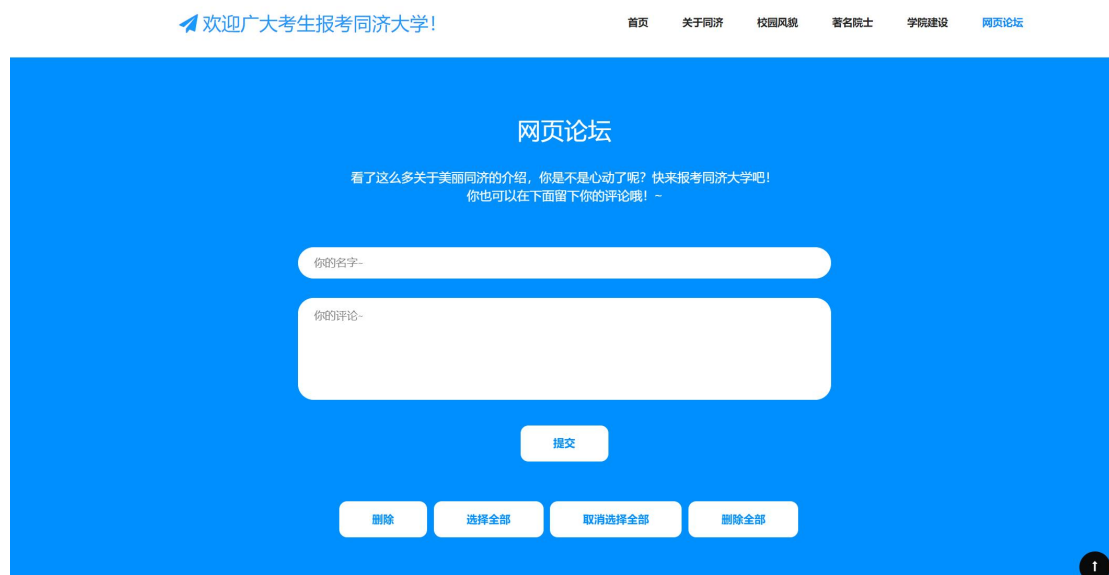 欢迎广大考生报考同济大学！
首页 关于同济 校园风貌 著名院士 学院建设 网页论坛
网页论坛
看了这么多关于美丽同济的介绍，你是不是心动了呢？快来报考同济大学吧！
你也可以在下面留下你的评论哦！~
你的名字~
你的评论~
提交
删除 选择全部 取消选择全部 删除全部